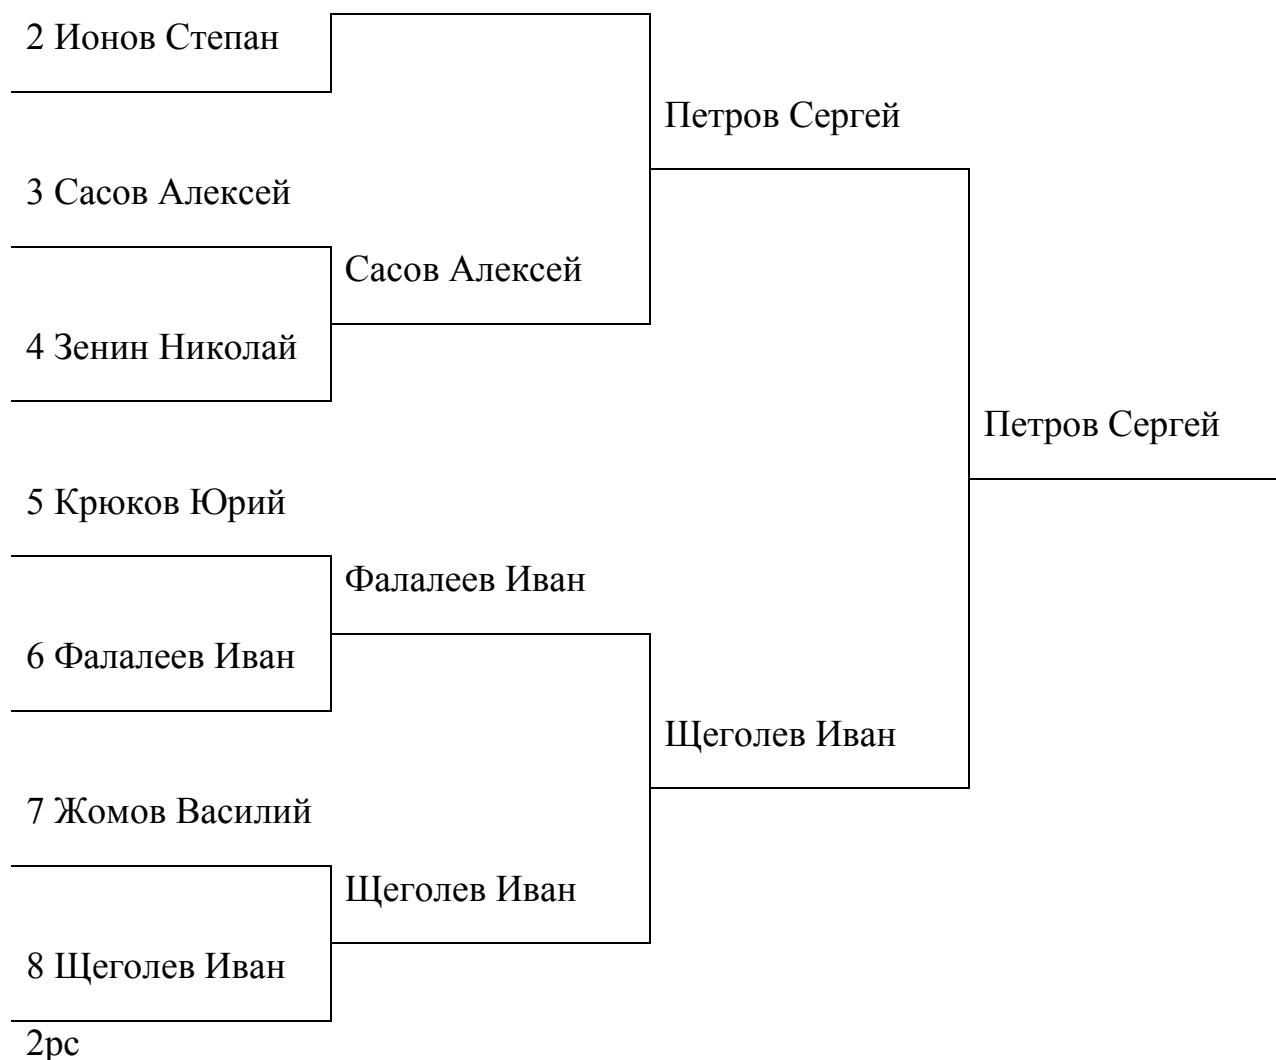 2 Ионов Степан
Петров Сергей
3 Сасов Алексей
Сасов Алексей
4 Зенин Николай
Петров Сергей
5 Крюков Юрий
Фалалеев Иван
6 Фалалеев Иван
Щеголев Иван
7 Жомов Василий
Щеголев Иван
8 Щеголев Иван
2рс